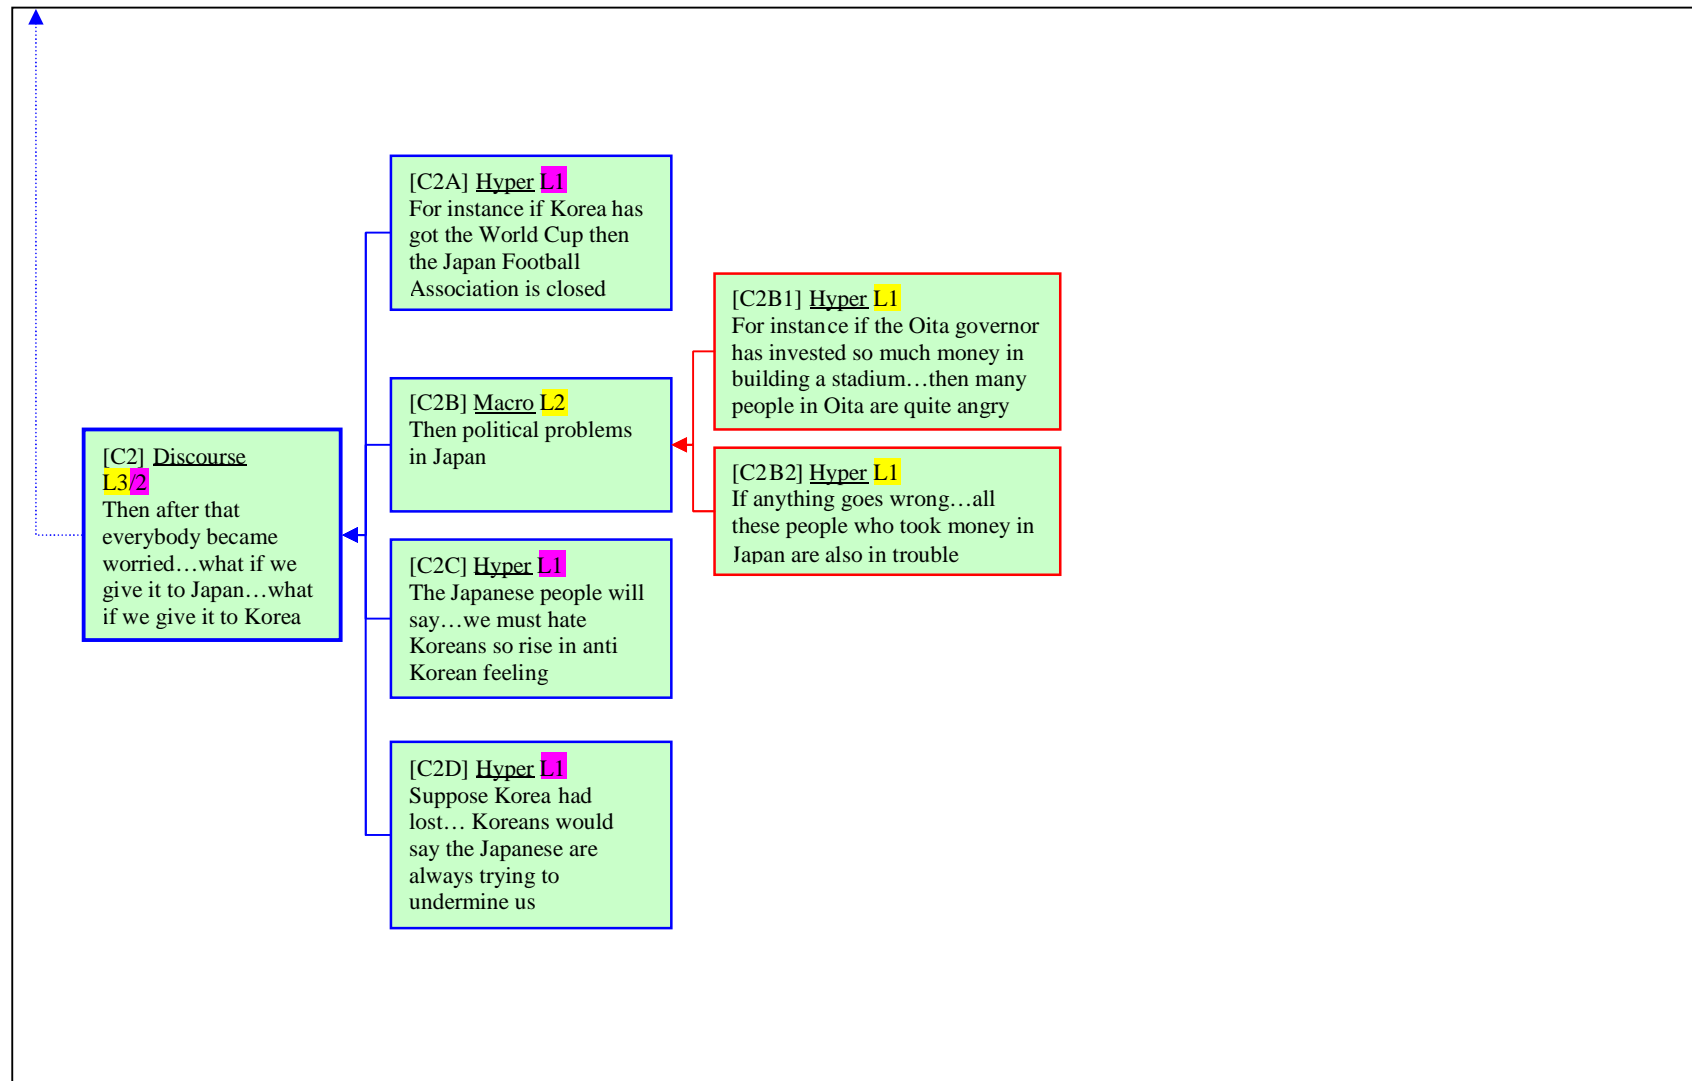 [C2A] Hyper L1
For instance if Korea has
got the World Cup then
the Japan Football
Association is closed
[C2B1] Hyper L1
For instance if the Oita governor
has invested so much money in
building a stadium…then many
people in Oita are quite angry
[C2B] Macro L2
Then political problems
in Japan
[C2] Discourse
L3/2
Then after that
everybody became
worried…what if we
give it to Japan…what
if we give it to Korea
[C2B2] Hyper L1
If anything goes wrong…all
these people who took money in
Japan are also in trouble
[C2C] Hyper L1
The Japanese people will
say…we must hate
Koreans so rise in anti
Korean feeling
[C2D] Hyper L1
Suppose Korea had
lost… Koreans would
say the Japanese are
always trying to
undermine us